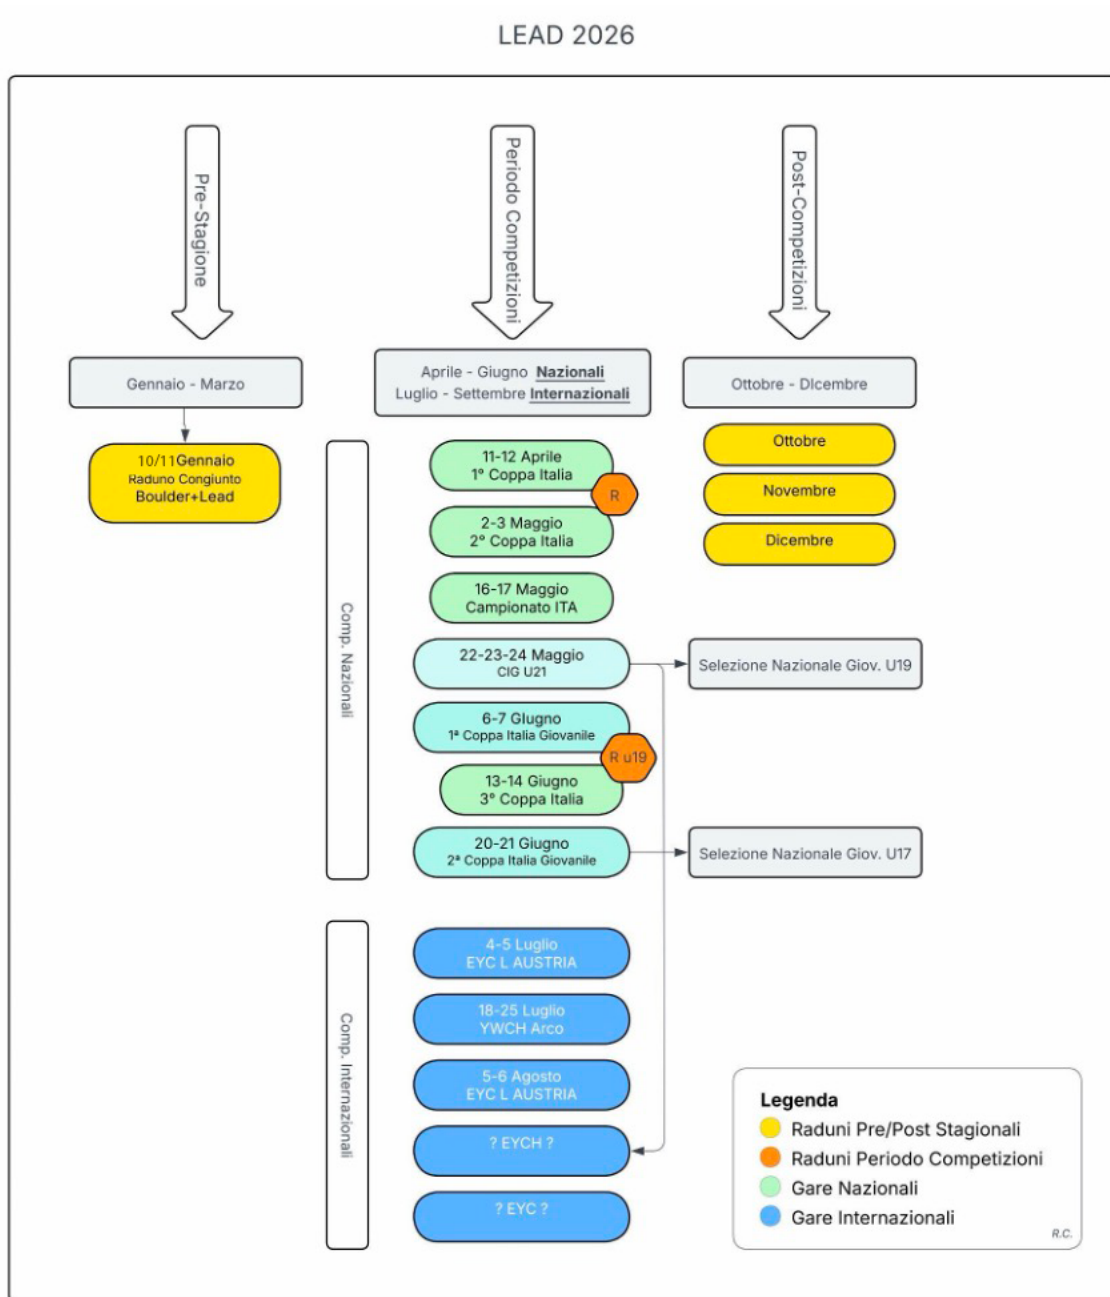 LEAD 2026
Pre-Stagione
Periodo Competizioni
Post-Competizioni
Gennaio - Marzo
Aprile - Giugno Nazionali
Luglio - Settembre Internazionali
Ottobre - DIcembre
10/11Gennaio
Raduno Congiunto
Boulder+Lead
Ottobre
Novembre
Dicembre
Comp. Nazionali
11-12 Aprile
1° Coppa Italia
R
2-3 Maggio
2° Coppa Italia
16-17 Maggio
Campionato ITA
22-23-24 Maggio
CIG U21
Selezione Nazionale Giov. U19
6-7 GIugno
1ª Coppa Italia Giovanile
R u19
13-14 Giugno
3° Coppa Italia
20-21 Giugno
2ª Coppa Italia Giovanile
Selezione Nazionale Giov. U17
Comp. Internazionali
4-5 Luglio
EYC L AUSTRIA
18-25 Luglio
YWCH Arco
5-6 Agosto
EYC L AUSTRIA
? EYCH ?
? EYC ?
Legenda
Raduni Pre/Post Stagionali
Raduni Periodo Competizioni
Gare Nazionali
Gare Internazionali
R.C.